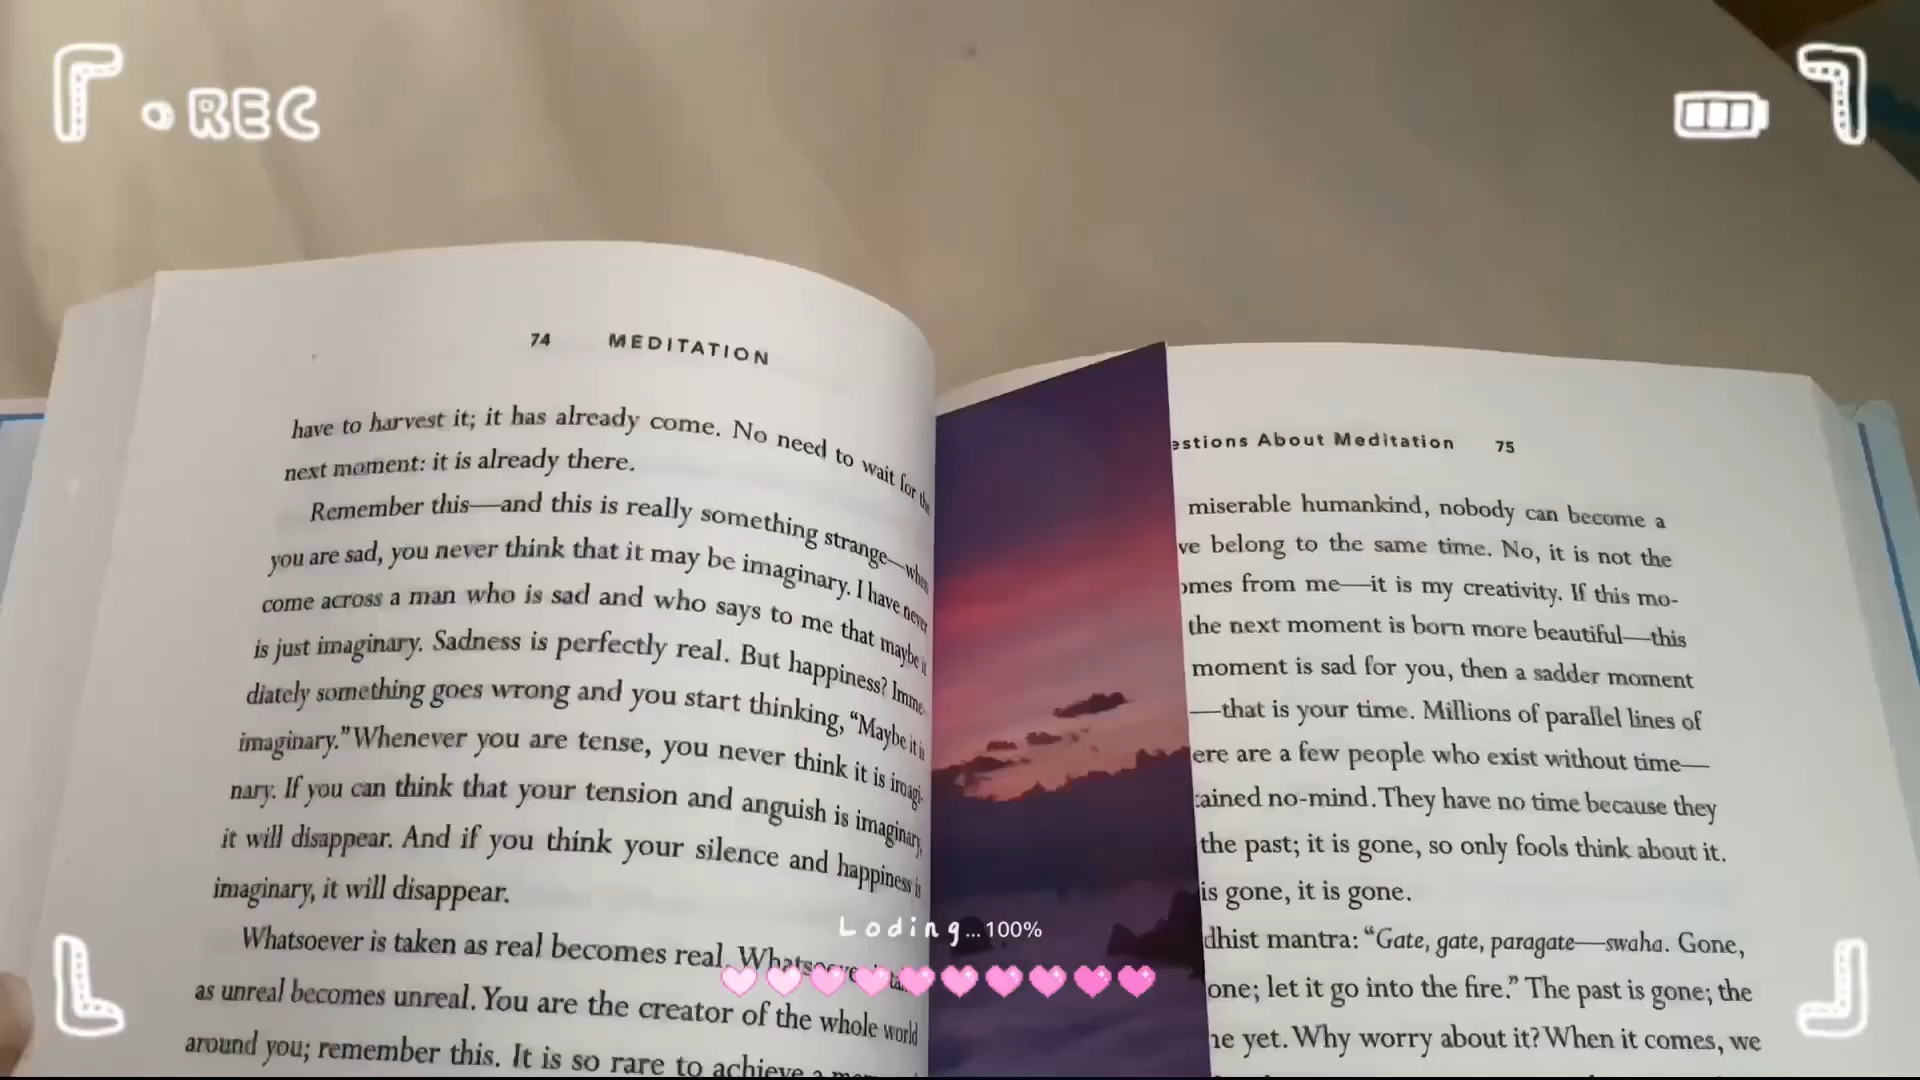 REC
74 MEDITATION
have to harvest it; it has already come. No need to wait for the
next moment: it is already there.
Remember this—and this is really something strange—when
you are sad, you never think that it may be imaginary. I have never
come across a man who is sad and who says to me that maybe it
is just imaginary. Sadness is perfectly real. But happiness? Imme-
diately something goes wrong and you start thinking, “Maybe it is
imaginary.” Whenever you are tense, you never think it is imagi-
nary. If you can think that your tension and anguish is imaginary,
it will disappear. And if you think your silence and happiness is
imaginary, it will disappear.
Whatsoever is taken as real becomes real. Whatsoever
as unreal becomes unreal. You are the creator of the whole world
around you; remember this. It is so rare to achieve a
About Meditation 75
miserable humankind, nobody can become a
belong to the same time. No, it is not the
from me—it is my creativity. If this mo-
the next moment is born more beautiful—this
moment is sad for you, then a sadder moment
—that is your time. Millions of parallel lines of
are a few people who exist without time—
no-mind. They have no time because they
the past; it is gone, so only fools think about it.
is gone, it is gone.
mantra: “Gate, gate, paragate—swaha. Gone,
let it go into the fire.” The past is gone; the
yet. Why worry about it? When it comes, we
Loding...100%